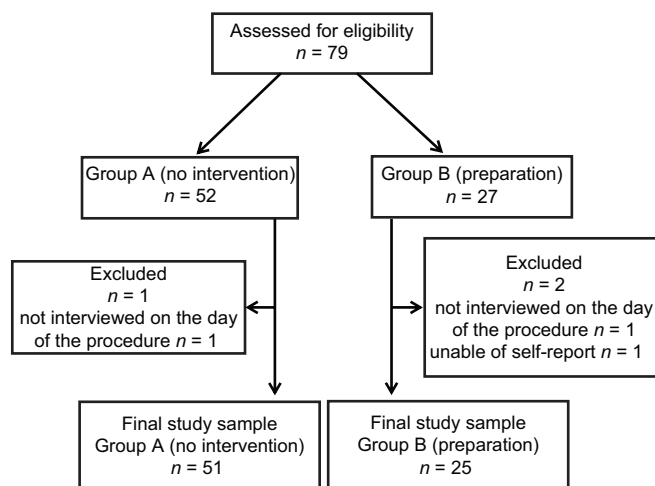 Assessed for eligibility
n = 79
Group A (no intervention)
n = 52
Group B (preparation)
n = 27
Excluded
n = 1
not interviewed on the day
of the procedure n = 1
Excluded
n = 2
not interviewed on the day
of the procedure n = 1
unable of self-report n = 1
Final study sample
Group A (no intervention)
n = 51
Final study sample
Group B (preparation)
n = 25